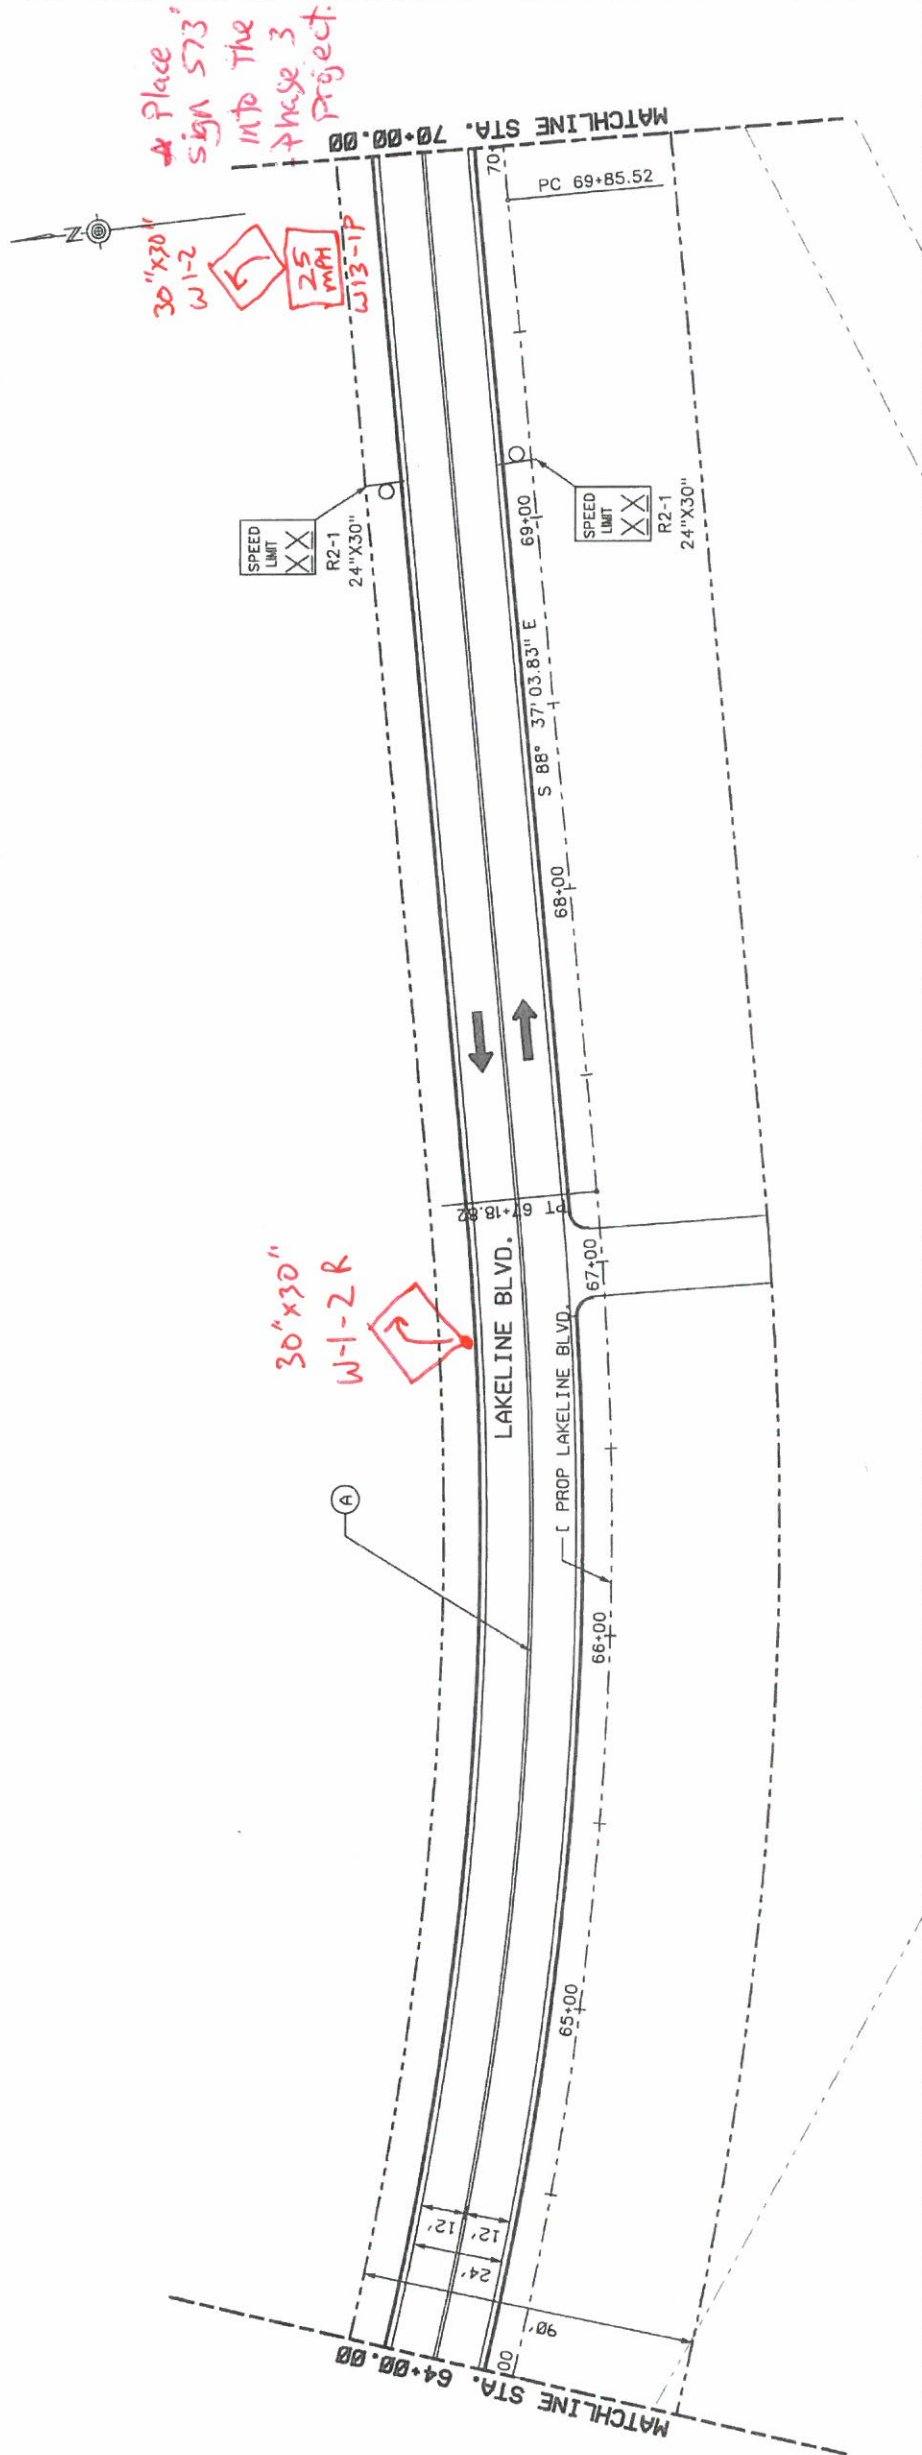 * Place
sign 573'
into the
Phase 3
project.
MATCHLINE STA. 70+00.00
N
30"x30"
W1-2
25
MPH
W13-1P
70
PC 69+85.52
SPEED
LIMIT
XX
R2-1
24"X30"
69+00
SPEED
LIMIT
XX
R2-1
24"X30"
S 88° 37' 03.83" E
68+00
PT 67+18.82
67+00
30"x30"
W-1-2 R
LAKELINE BLVD.
[ PROP LAKELINE BLVD.
A
66+00
65+00
12'
12'
24'
90'
00
MATCHLINE STA. 64+00.00